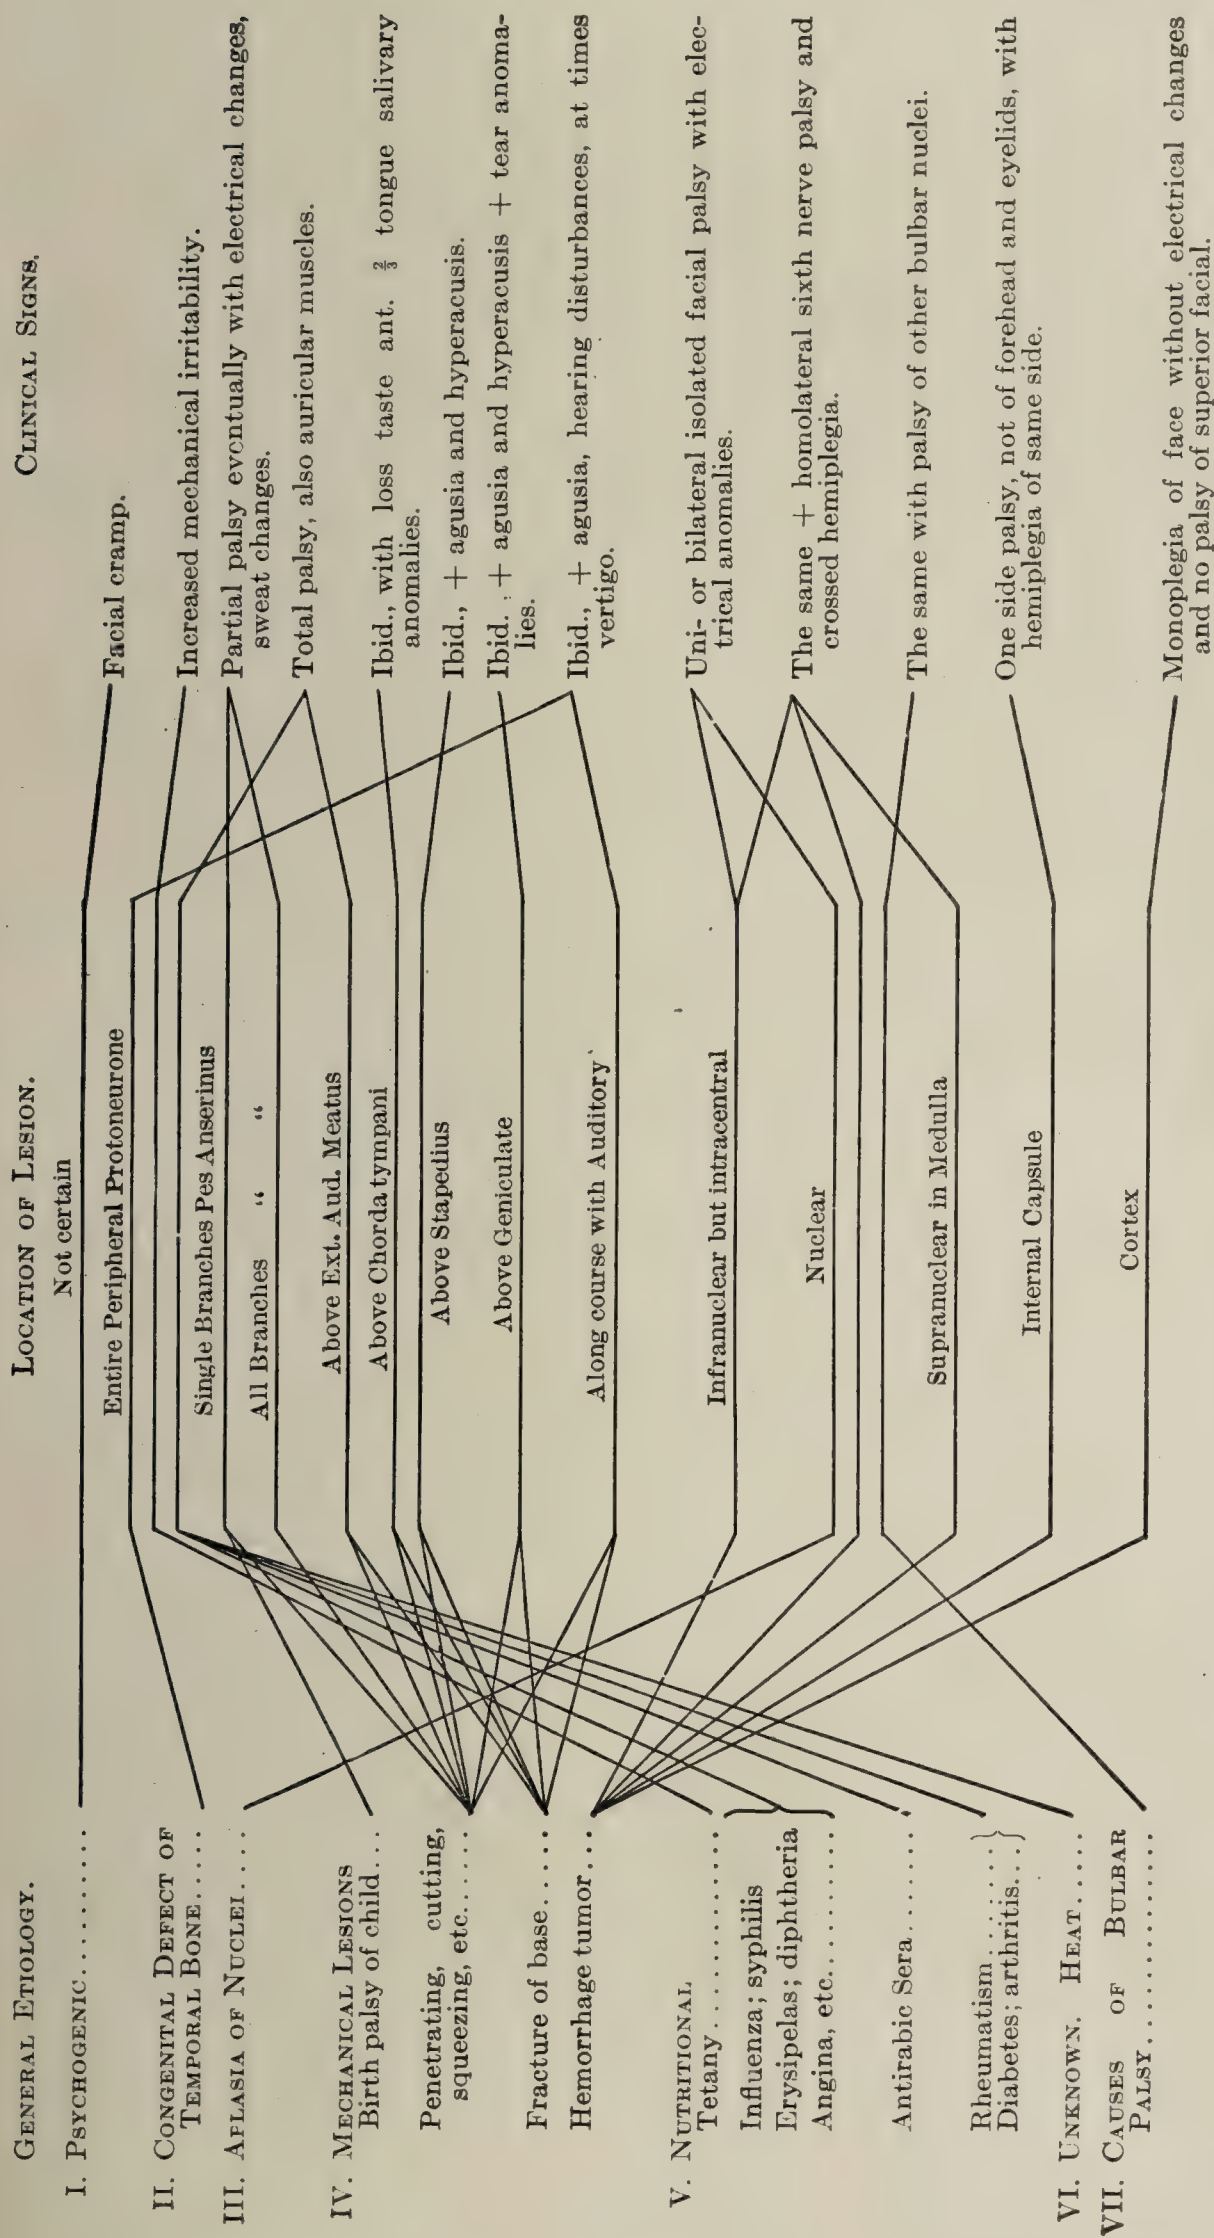 GENERAL ETIOLOGY.
I. PSYCHOGENIC..........
II. CONGENITAL DEFECT OF
TEMPORAL BONE.....
III. APLASIA OF NUCLEI....
IV. MECHANICAL LESIONS
Birth palsy of child...
Penetrating, cutting,
squeezing, etc......
Fracture of base.....
Hemorrhage tumor...
V. NUTRITIONAL
Tetany............
Influenza; syphilis
Erysipelas; diphtheria
Angina, etc.........
Antirabic Sera........
Rheumatism.......
Diabetes; arthritis...
VI. UNKNOWN. HEAT.....
VII. CAUSES OF BULBAR
PALSY..............
LOCATION OF LESION.
Not certain
Entire Peripheral Protoneurone
Single Branches Pes Anserinus
All Branches “ “
Above Ext. Aud. Meatus
Above Chorda tympani
Above Stapedius
Above Geniculate
Along course with Auditory
Infranuclear but intracentral
Nuclear
Supranuclear in Medulla
Internal Capsule
Cortex
CLINICAL SIGNS.
Facial cramp.
Increased mechanical irritability.
Partial palsy eventually with electrical changes,
sweat changes.
Total palsy, also auricular muscles.
Ibid., with loss taste ant. ⅔ tongue salivary
anomalies.
Ibid., + agusia and hyperacusis.
Ibid. + agusia and hyperacusis + tear anoma-
lies.
Ibid., + agusia, hearing disturbances, at times
vertigo.
Uni- or bilateral isolated facial palsy with elec-
trical anomalies.
The same + homolateral sixth nerve palsy and
crossed hemiplegia.
The same with palsy of other bulbar nuclei.
One side palsy, not of forehead and eyelids, with
hemiplegia of same side.
Monoplegia of face without electrical changes
and no palsy of superior facial.